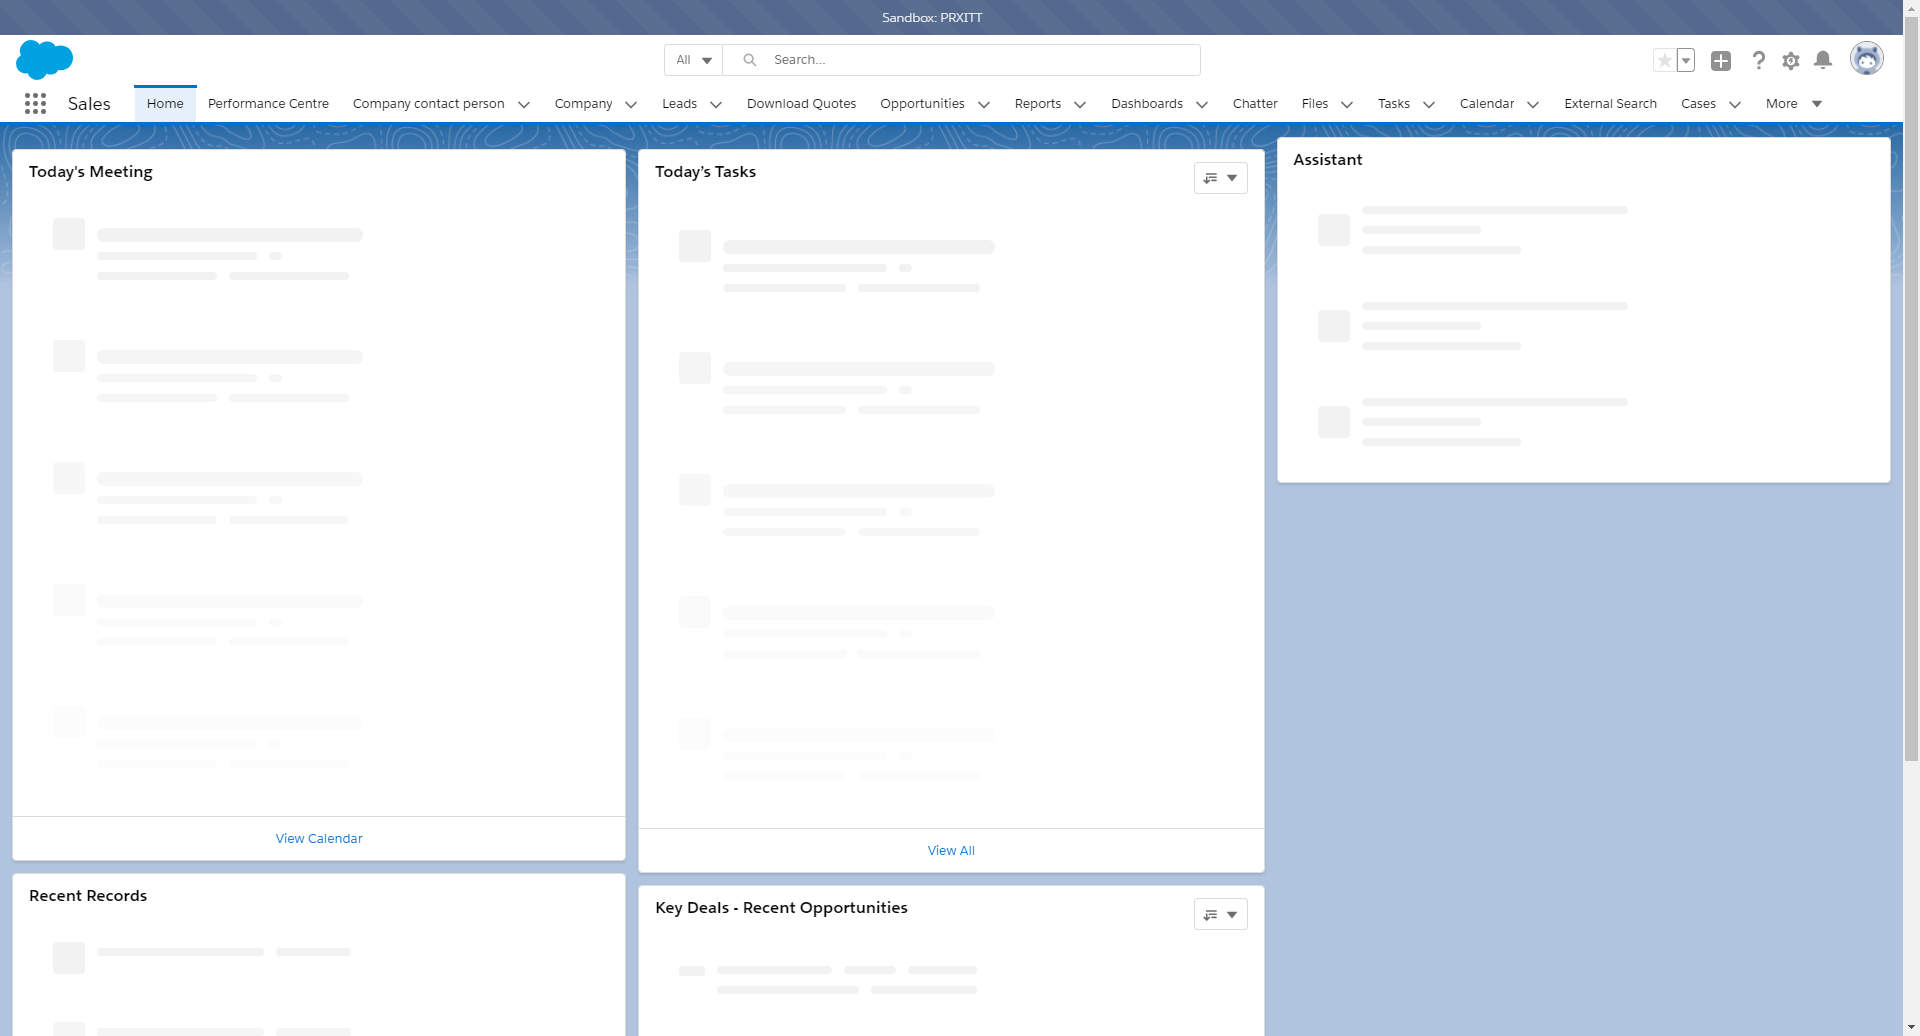 Sandbox: PRXITT
All
Search...
Sales
Home
Performance Centre
Company contact person
Company
Leads
Download Quotes
Opportunities
Reports
Dashboards
Chatter
Files
Tasks
Calendar
External Search
Cases
More
Today's Meeting
View Calendar
Recent Records
Today’s Tasks
View All
Key Deals - Recent Opportunities
Assistant